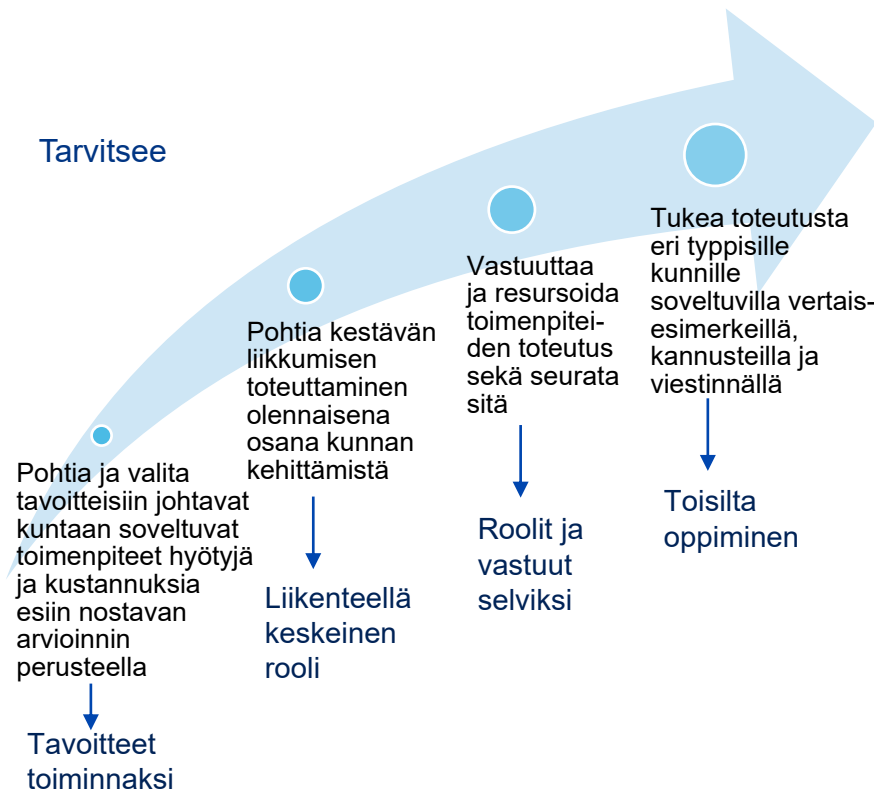 Tarvitsee
Pohtia ja valita
tavoitteisiin johtavat
kuntaan soveltuvat
toimenpiteet hyötyjä
ja kustannuksia
esiin nostavan
arvioinnin
perusteella
Tavoitteet
toiminnaksi
Pohtia kestävän
liikkumisen
toteuttaminen
olennaisena
osana kunnan
kehittämistä
Liikenteellä
keskeinen
rooli
Vastuuttaa
ja resursoida
toimenpitei-
den toteutus
sekä seurata
sitä
Roolit ja
vastuut
selviksi
Tukea toteutusta
eri typpisille
kunnille
soveltuvilla vertais-
esimerkeillä,
kannusteilla ja
viestinnällä
Toisilta
oppiminen